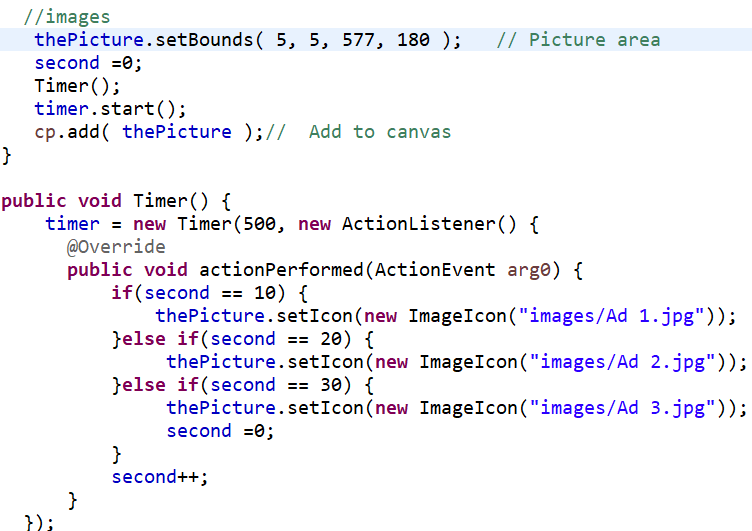 //images
thePicture.setBounds( 5, 5, 577, 180 );   // Picture area
second =0;
Timer();
timer.start();
cp.add( thePicture );//  Add to canvas
}
public void Timer() {
timer = new Timer(500, new ActionListener() {
@Override
public void actionPerformed(ActionEvent arg0) {
if(second == 10) {
thePicture.setIcon(new ImageIcon("images/Ad 1.jpg"));
}else if(second == 20) {
thePicture.setIcon(new ImageIcon("images/Ad 2.jpg"));
}else if(second == 30) {
thePicture.setIcon(new ImageIcon("images/Ad 3.jpg"));
second =0;
}
second++;
}
});